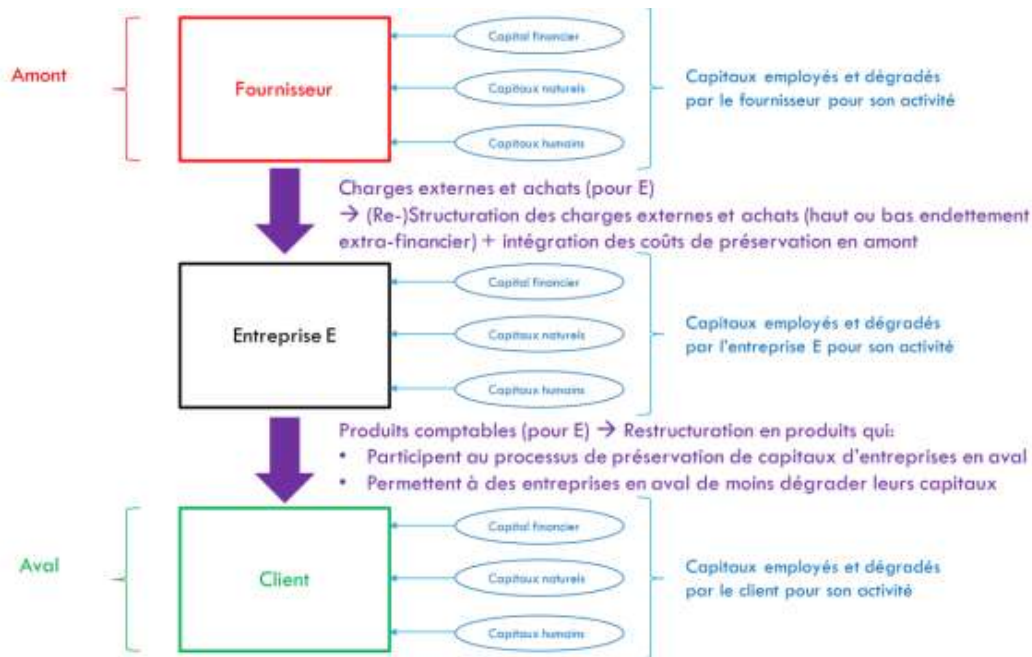 Amont
Fournisseur
Capital financier
Capitaux naturels
Capitaux humains
Capitaux employés et dégradés
par le fournisseur pour son activité
Charges externes et achats (pour E)
→ (Re-)Structuration des charges externes et achats (haut ou bas endettement
extra-financier) + intégration des coûts de préservation en amont
Entreprise E
Capital financier
Capitaux naturels
Capitaux humains
Capitaux employés et dégradés
par l'entreprise E pour son activité
Produits comptables (pour E) → Restructuration en produits qui:
• Participent au processus de préservation de capitaux d'entreprises en aval
• Permettent à des entreprises en aval de moins dégrader leurs capitaux
Aval
Client
Capital financier
Capitaux naturels
Capitaux humains
Capitaux employés et dégradés
par le client pour son activité